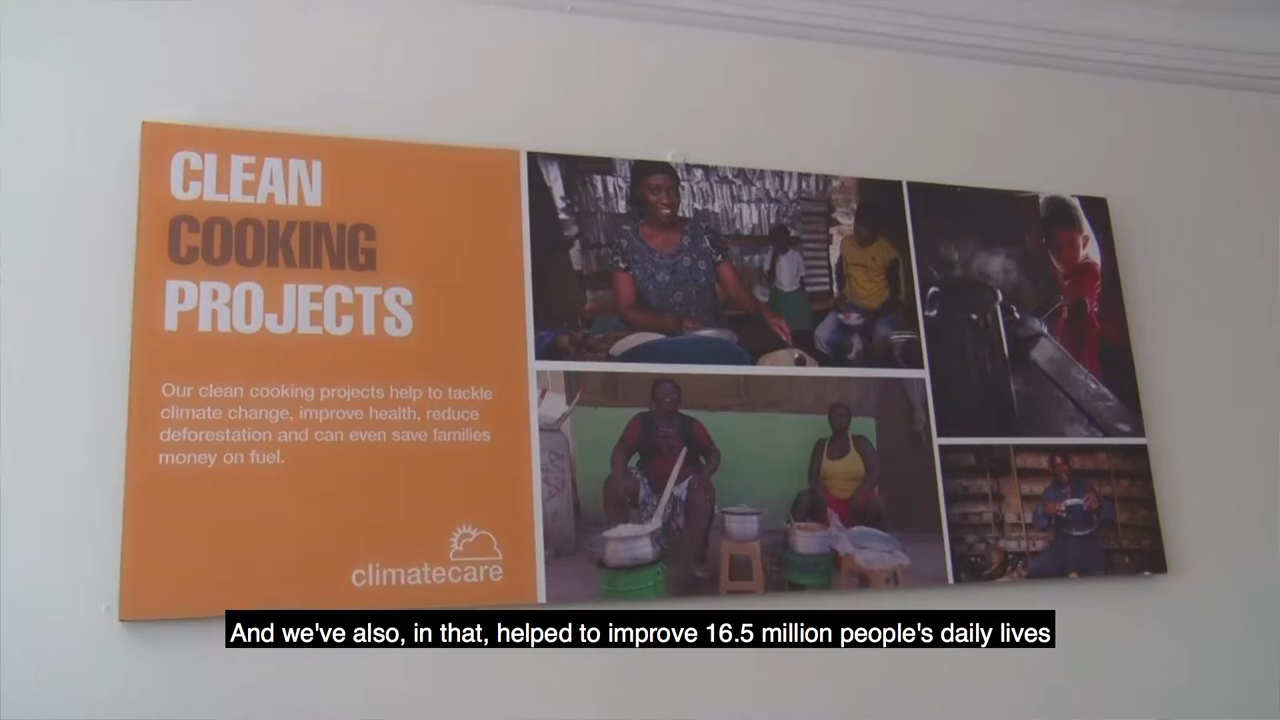 CLEAN
COOKING
PROJECTS
Our clean cooking projects help to tackle
climate change, improve health, reduce
deforestation and can even save families
money on fuel.
climatecare
And we've also, in that, helped to improve 16.5 million people's daily lives